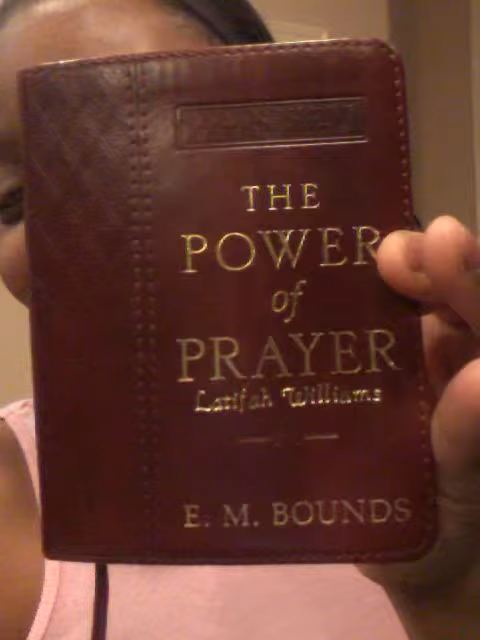 THE
POWER
of
PRAYER
Latifah Williams
E. M. BOUNDS